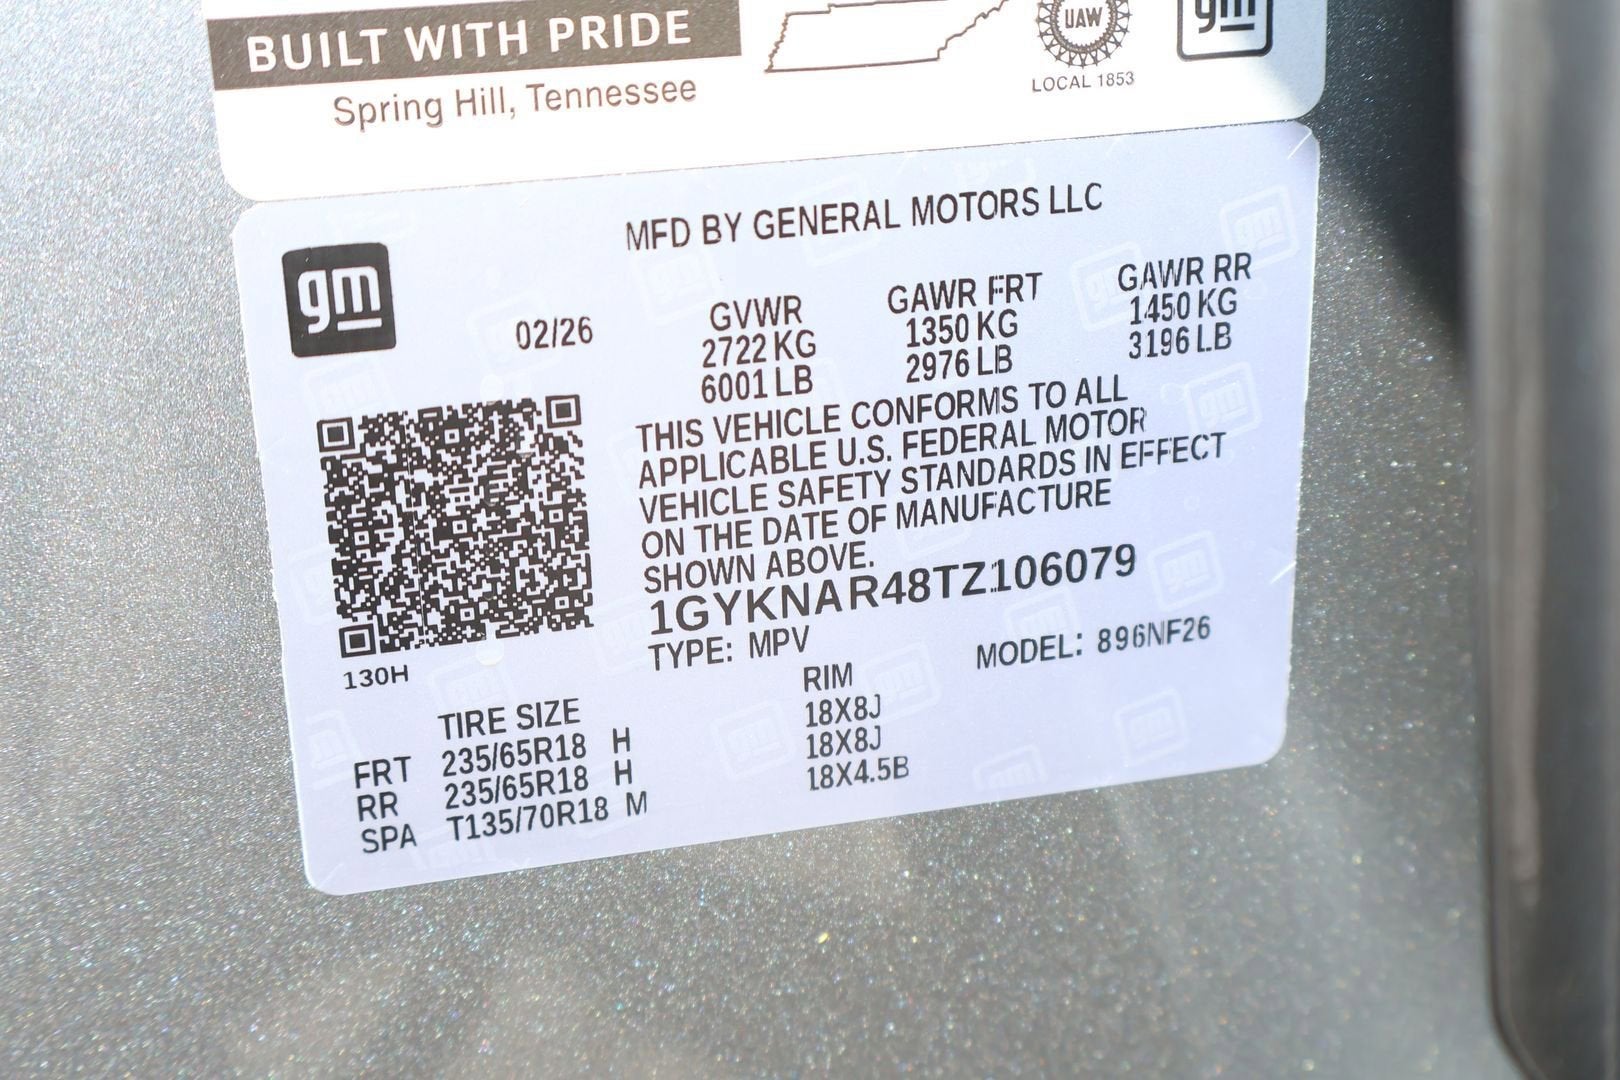 BUILT WITH PRIDE
Spring Hill, Tennessee
UAW
LOCAL 1853
gm
MFD BY GENERAL MOTORS LLC
gm
02/26
GVWR
2722 KG
6001 LB
GAWR FRT
1350 KG
2976 LB
GAWR RR
1450 KG
3196 LB
THIS VEHICLE CONFORMS TO ALL
APPLICABLE U.S. FEDERAL MOTOR
VEHICLE SAFETY STANDARDS IN EFFECT
ON THE DATE OF MANUFACTURE
SHOWN ABOVE.
1GYKNAR48TZ106079
TYPE: MPV MODEL: 896NF26
130H
TIRE SIZE RIM
FRT 235/65R18 H 18X8J
RR 235/65R18 H 18X8J
SPA T135/70R18 M 18X4.5B